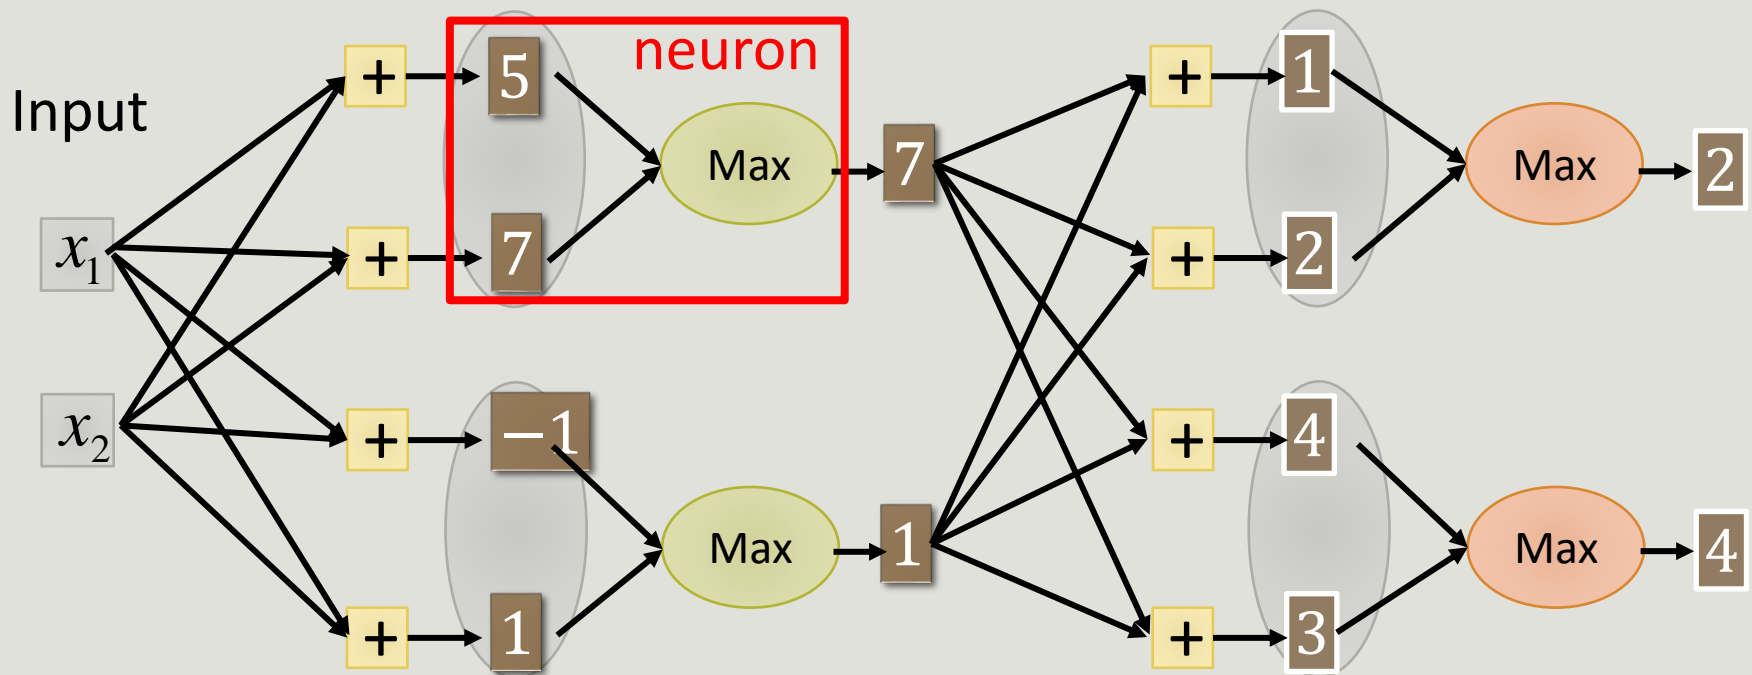 neuron
Input
+ 5 + 1
Max 7 Max 2
x₁ + 7 + 2
x₂ + −1 + 4
Max 1 Max 4
+ 1 + 3